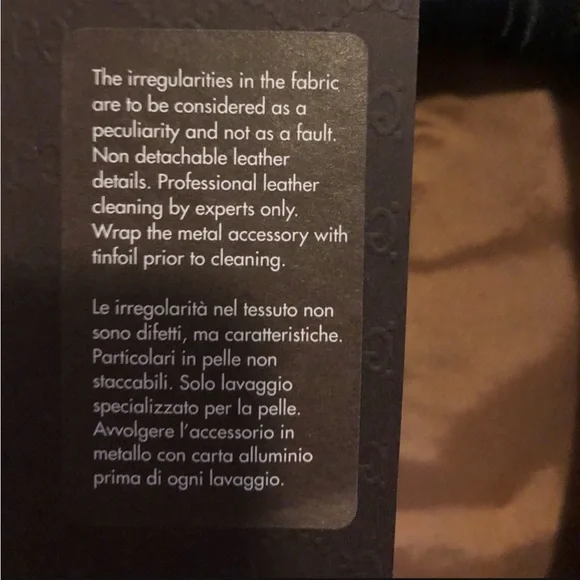 The irregularities in the fabric
are to be considered as a
peculiarity and not as a fault.
Non detachable leather
details. Professional leather
cleaning by experts only.
Wrap the metal accessory with
tinfoil prior to cleaning.
Le irregolarità nel tessuto non
sono difetti, ma caratteristiche.
Particolari in pelle non
staccabili. Solo lavaggio
specializzato per la pelle.
Avvolgere l'accessorio in
metallo con carta alluminio
prima di ogni lavaggio.